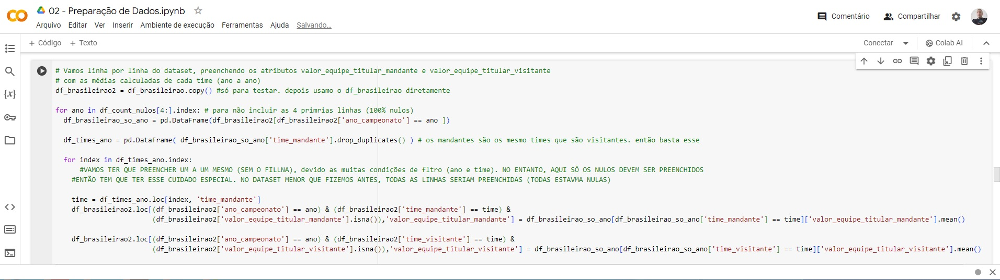 02 - Preparação de Dados.ipynb
Arquivo Editar Ver Inserir Ambiente de execução Ferramentas Ajuda Salvando...
Comentário Compartilhar
+ Código + Texto
Conectar Colab AI
# Vamos linha por linha do dataset, preenchendo os atributos valor_equipe_titular_mandante e valor_equipe_titular_visitante
# com as médias calculadas de cada time (ano a ano)
df_brasileirao2 = df_brasileirao.copy() #só para testar. depois usamo o df_brasileirao diretamente
for ano in df_count_nulos[4:].index: # para não incluir as 4 primrias linhas (100% nulos)
df_brasileirao_so_ano = pd.DataFrame(df_brasileirao2[df_brasileirao2['ano_campeonato'] == ano ])
df_times_ano = pd.DataFrame( df_brasileirao_so_ano['time_mandante'].drop_duplicates() ) # os mandantes são os mesmo times que são visitantes. então basta esse
for index in df_times_ano.index:
#VAMOS TER QUE PREENCHER UM A UM MESMO (SEM O FILLNA), devido as muitas condições de fltro (ano e time). NO ENTANTO, AQUI SÓ OS NULOS DEVEM SER PREENCHIDOS
#ENTÃO TEM QUE TER ESSE CUIDADO ESPECIAL. NO DATASET MENOR QUE FIZEMOS ANTES, TODAS AS LINHAS SERIAM PREENCHIDAS (TODAS ESTAVMA NULAS)
time = df_times_ano.loc[index, 'time_mandante']
df_brasileirao2.loc[(df_brasileirao2['ano_campeonato'] == ano) & (df_brasileirao2['time_mandante'] == time) &
(df_brasileirao2['valor_equipe_titular_mandante'].isna()),'valor_equipe_titular_mandante'] = df_brasileirao_so_ano[df_brasileirao_so_ano['time_mandante'] == time]['valor_equipe_titular_mandante'].mean()
df_brasileirao2.loc[(df_brasileirao2['ano_campeonato'] == ano) & (df_brasileirao2['time_visitante'] == time) &
(df_brasileirao2['valor_equipe_titular_visitante'].isna()),'valor_equipe_titular_visitante'] = df_brasileirao_so_ano[df_brasileirao_so_ano['time_visitante'] == time]['valor_equipe_titular_visitante'].mean()